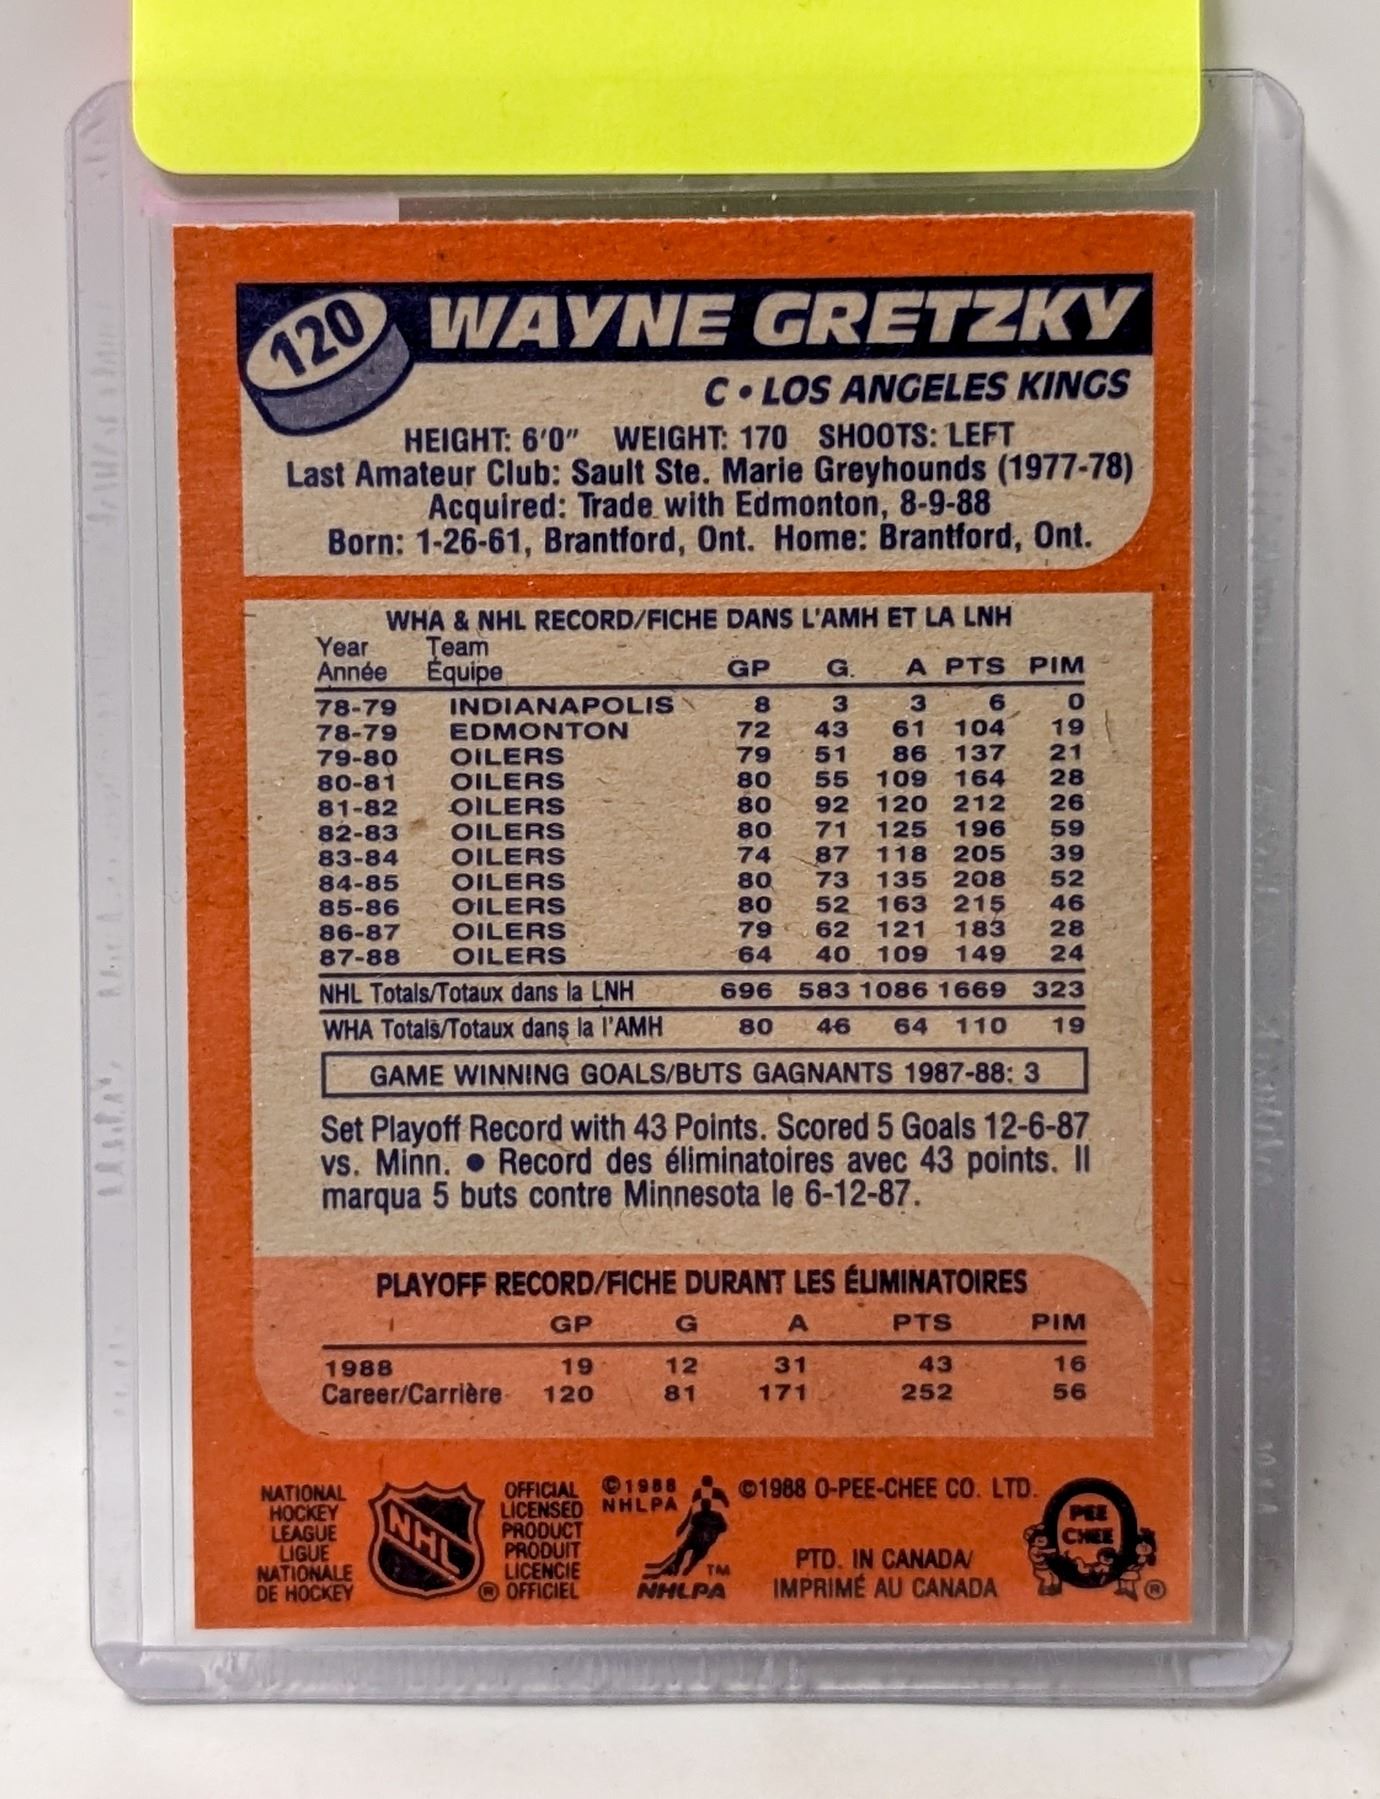 120
WAYNE GRETZKY
C • LOS ANGELES KINGS
HEIGHT: 6'0" WEIGHT: 170 SHOOTS: LEFT
Last Amateur Club: Sault Ste. Marie Greyhounds (1977-78)
Acquired: Trade with Edmonton, 8-9-88
Born: 1-26-61, Brantford, Ont. Home: Brantford, Ont.
WHA & NHL RECORD/FICHE DANS L'AMH ET LA LNH
Year Team
Année Équipe GP G A PTS PIM
78-79 INDIANAPOLIS 8 3 3 6 0
78-79 EDMONTON 72 43 61 104 19
79-80 OILERS 79 51 86 137 21
80-81 OILERS 80 55 109 164 28
81-82 OILERS 80 92 120 212 26
82-83 OILERS 80 71 125 196 59
83-84 OILERS 74 87 118 205 39
84-85 OILERS 80 73 135 208 52
85-86 OILERS 80 52 163 215 46
86-87 OILERS 79 62 121 183 28
87-88 OILERS 64 40 109 149 24
NHL Totals/Totaux dans la LNH 696 583 1086 1669 323
WHA Totals/Totaux dans la l'AMH 80 46 64 110 19
GAME WINNING GOALS/BUTS GAGNANTS 1987-88: 3
Set Playoff Record with 43 Points. Scored 5 Goals 12-6-87
vs. Minn. ● Record des éliminatoires avec 43 points. Il
marqua 5 buts contre Minnesota le 6-12-87.
PLAYOFF RECORD/FICHE DURANT LES ÉLIMINATOIRES
GP G A PTS PIM
1988 19 12 31 43 16
Career/Carrière 120 81 171 252 56
NATIONAL
HOCKEY
LEAGUE
LIGUE
NATIONALE
DE HOCKEY
NHL
®
OFFICIAL
LICENSED
PRODUCT
PRODUIT
LICENCIE
OFFICIEL
©1988
NHLPA
TM
NHLPA
©1988 O-PEE-CHEE CO. LTD.
PTD. IN CANADA/
IMPRIMÉ AU CANADA
PEE
CHEE
®